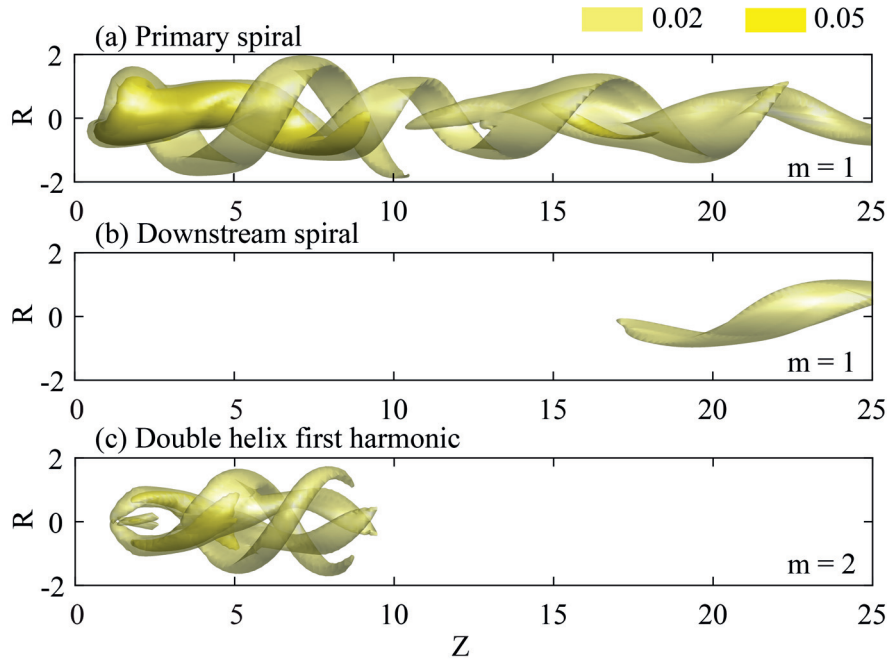 0.02 0.05
(a) Primary spiral
2
R 0
-2
m = 1
0 5 10 15 20 25
(b) Downstream spiral
2
R 0
-2
m = 1
0 5 10 15 20 25
(c) Double helix first harmonic
2
R 0
-2
m = 2
0 5 10 15 20 25
Z